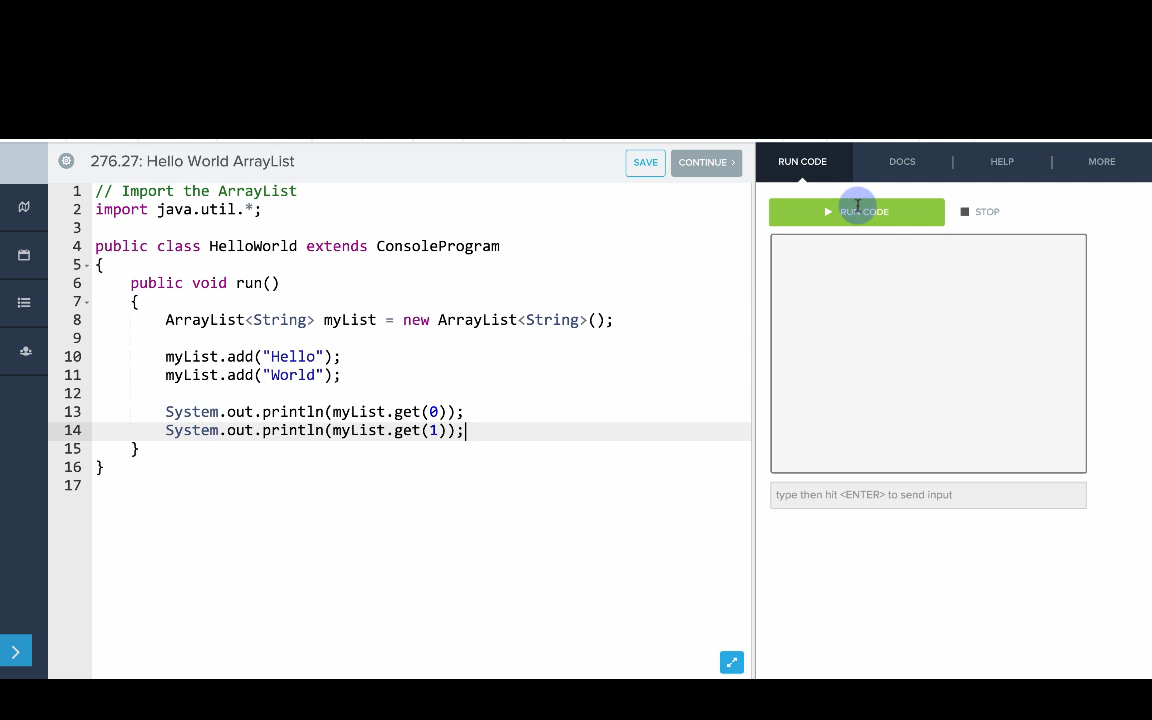 276.27: Hello World ArrayList
SAVE
CONTINUE >
RUN CODE
DOCS
HELP
MORE
1 // Import the ArrayList
2 import java.util.*;
3
4 public class HelloWorld extends ConsoleProgram
5 {
6 public void run()
7 {
8 ArrayList<String> myList = new ArrayList<String>();
9
10 myList.add("Hello");
11 myList.add("World");
12
13 System.out.println(myList.get(0));
14 System.out.println(myList.get(1));
15 }
16 }
17
RUN CODE
STOP
type then hit <ENTER> to send input